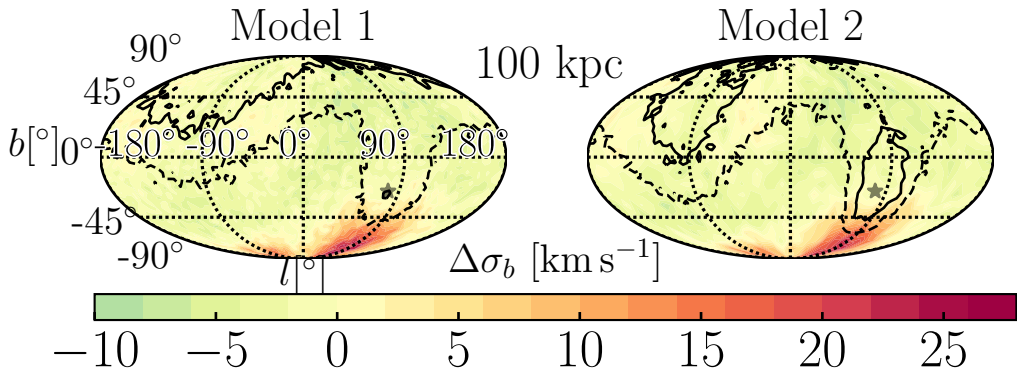 Model 1 Model 2
100 kpc
90°
45°
b[°] 0° -180° -90° 0° 90° 180°
-45°
-90°
l[°]
Δσ_b [km s⁻¹]
−10 −5 0 5 10 15 20 25